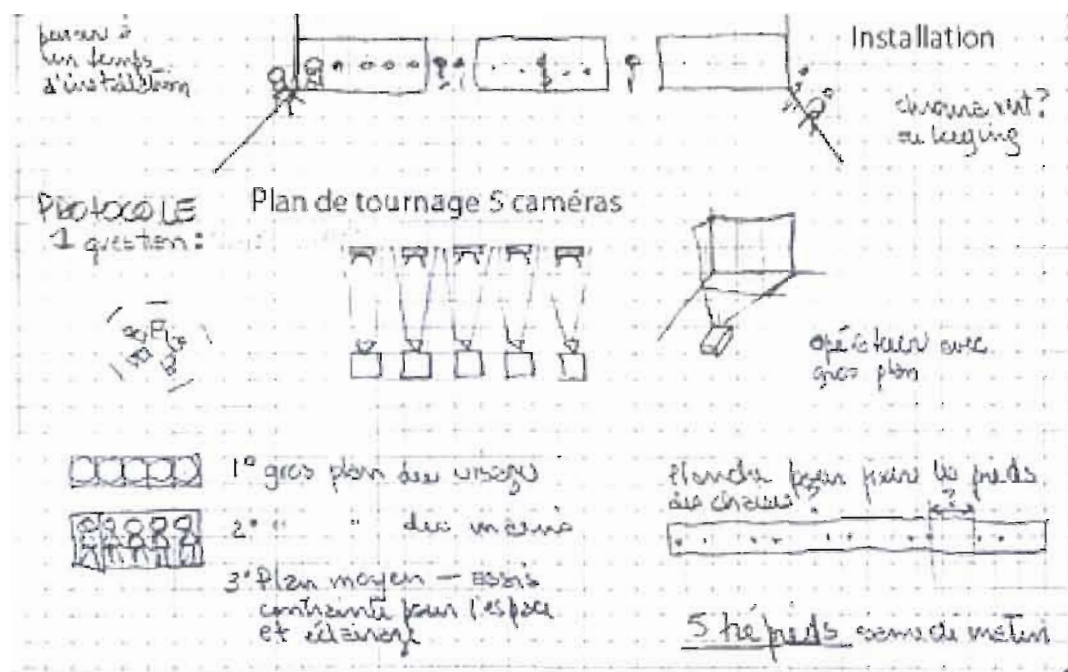 penser à
un temps
d'installation
Installation
chroma vert?
ou keying
PROTOCOLE
1 question:
Plan de tournage 5 caméras
opérateur avec
gros plan
1° gros plan des visages
2° " " des mains
3° Plan moyen — assis
contrainte pour l'espace
et éclairage
Planche pour fixer les pieds
des chaises?
?
5 trépieds samedi matin